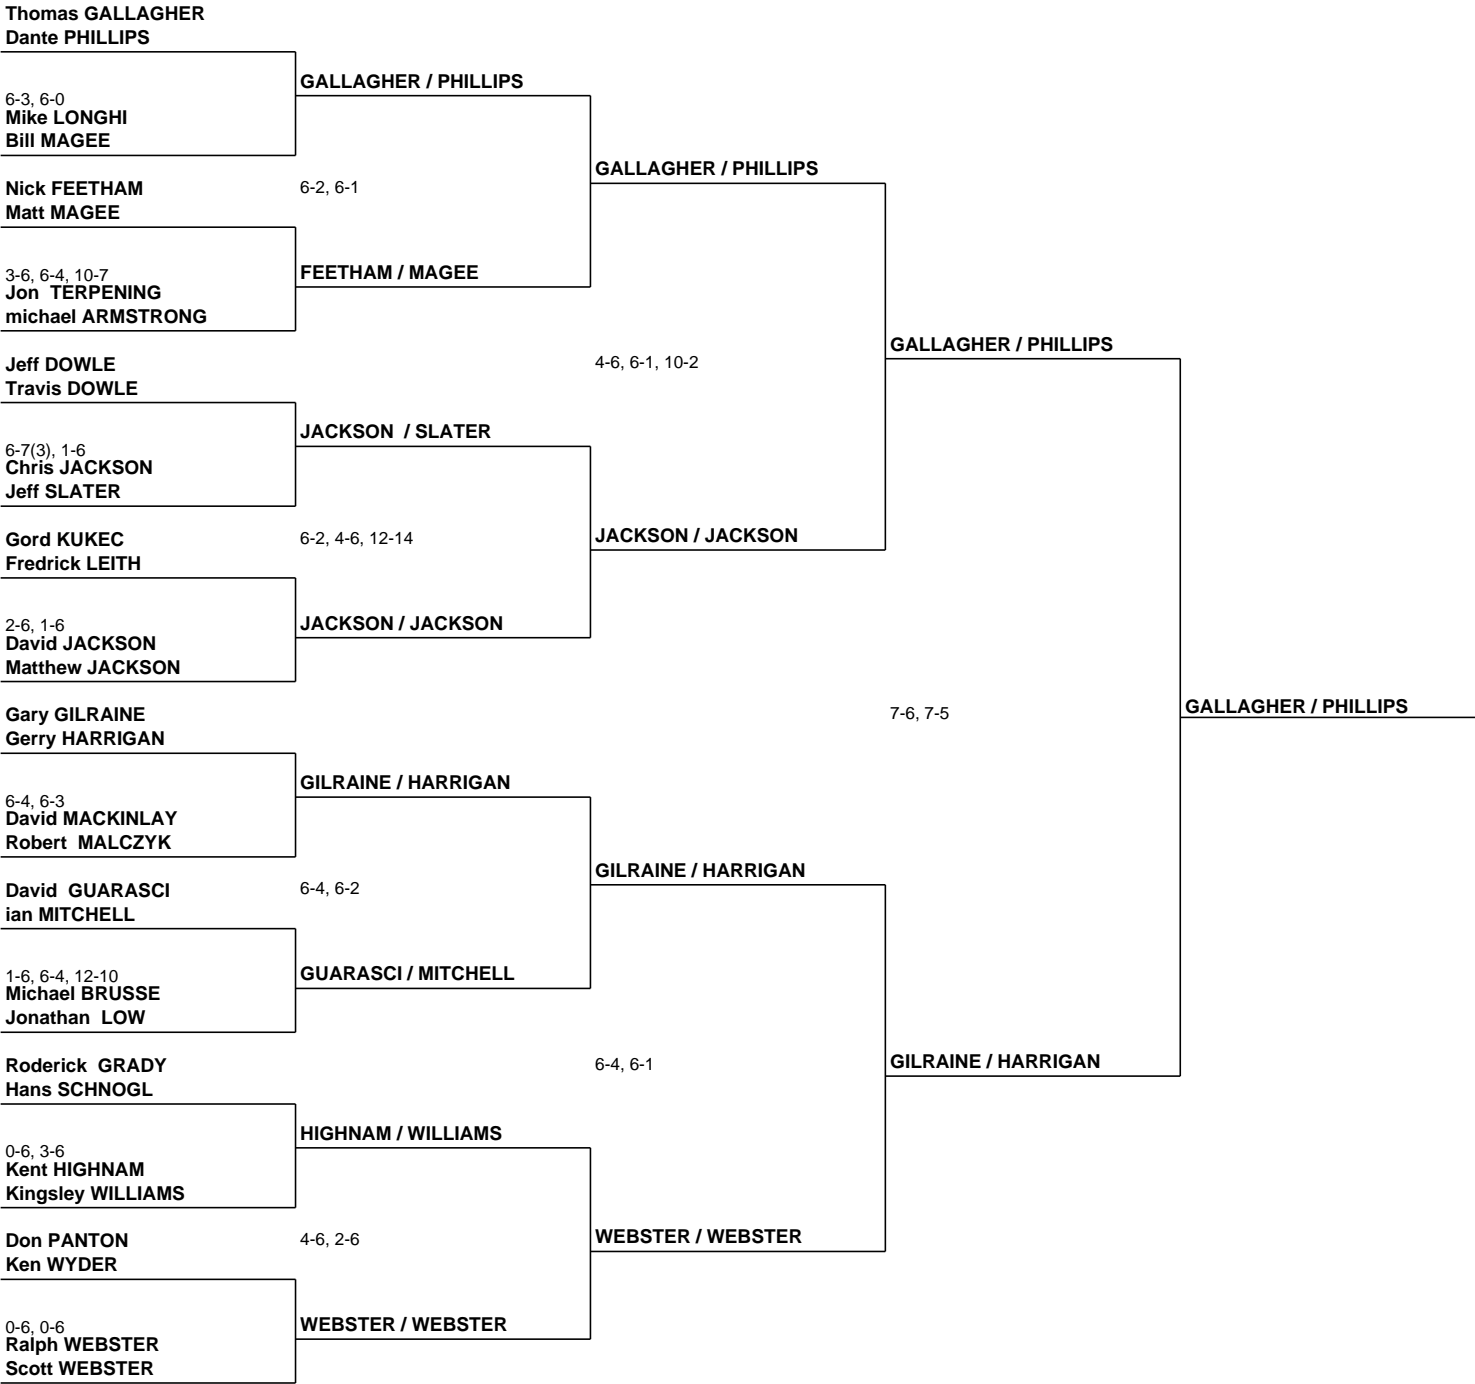 Thomas GALLAGHER
Dante PHILLIPS
GALLAGHER / PHILLIPS
6-3, 6-0
Mike LONGHI
Bill MAGEE
GALLAGHER / PHILLIPS
Nick FEETHAM
6-2, 6-1
Matt MAGEE
FEETHAM / MAGEE
3-6, 6-4, 10-7
Jon  TERPENING
michael ARMSTRONG
GALLAGHER / PHILLIPS
Jeff DOWLE
4-6, 6-1, 10-2
Travis DOWLE
JACKSON  / SLATER
6-7(3), 1-6
Chris JACKSON
Jeff SLATER
JACKSON / JACKSON
Gord KUKEC
6-2, 4-6, 12-14
Fredrick LEITH
JACKSON / JACKSON
2-6, 1-6
David JACKSON
Matthew JACKSON
GALLAGHER / PHILLIPS
Gary GILRAINE
7-6, 7-5
Gerry HARRIGAN
GILRAINE / HARRIGAN
6-4, 6-3
David MACKINLAY
Robert  MALCZYK
GILRAINE / HARRIGAN
David  GUARASCI
6-4, 6-2
ian MITCHELL
GUARASCI / MITCHELL
1-6, 6-4, 12-10
Michael BRUSSE
Jonathan  LOW
GILRAINE / HARRIGAN
Roderick  GRADY
6-4, 6-1
Hans SCHNOGL
HIGHNAM / WILLIAMS
0-6, 3-6
Kent HIGHNAM
Kingsley WILLIAMS
WEBSTER / WEBSTER
Don PANTON
4-6, 2-6
Ken WYDER
WEBSTER / WEBSTER
0-6, 0-6
Ralph WEBSTER
Scott WEBSTER